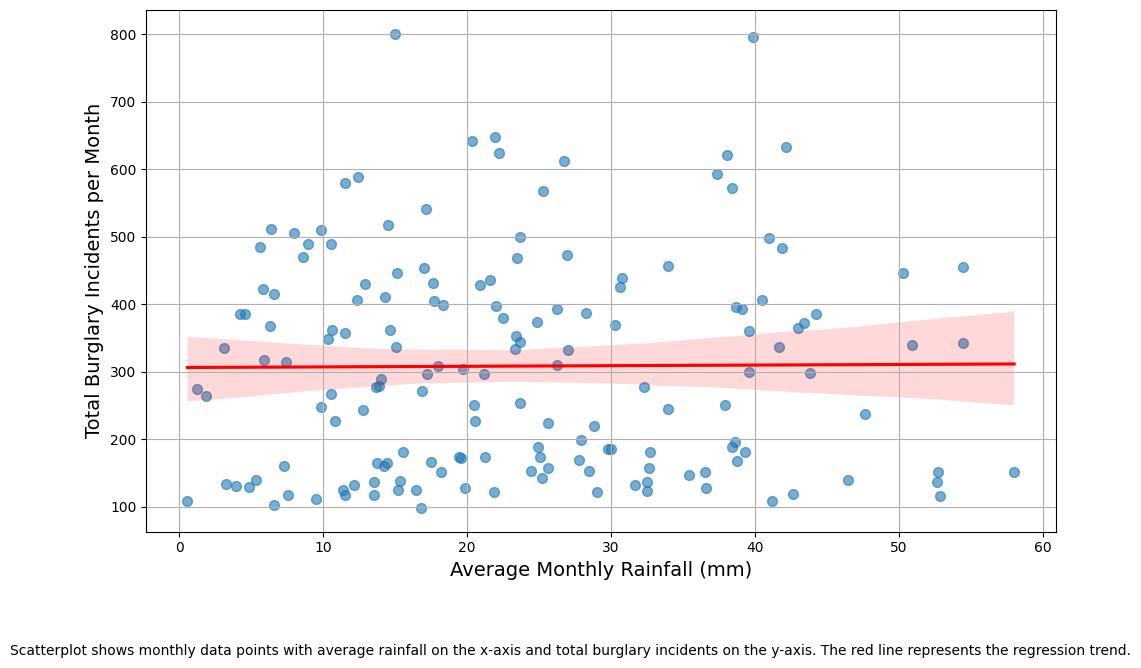 800
700
600
500
400
300
200
100
Total Burglary Incidents per Month
0 10 20 30 40 50 60
Average Monthly Rainfall (mm)
Scatterplot shows monthly data points with average rainfall on the x-axis and total burglary incidents on the y-axis. The red line represents the regression trend.